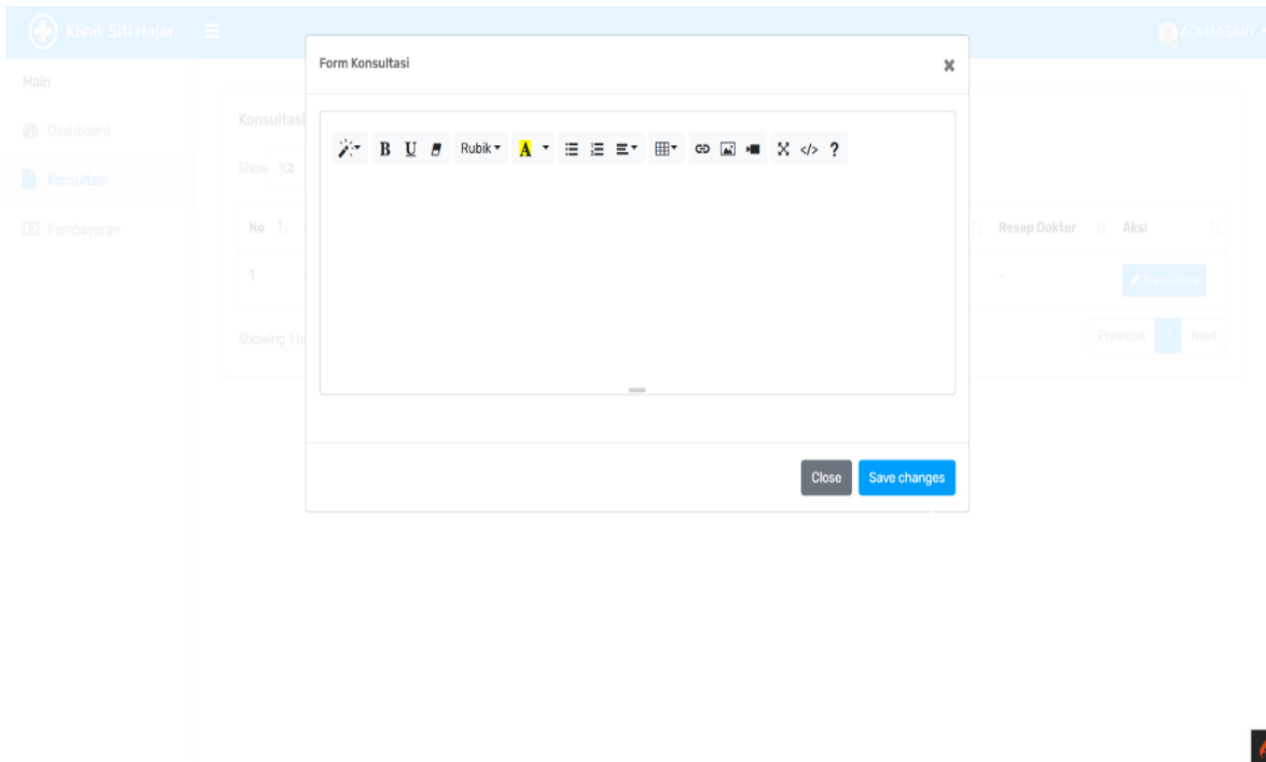 Klinik Siti Hajar
AJI MASAID
Form Konsultasi
Main
Dashboard
Konsultasi
Show 10
B U Rubik A </> ?
Konsultasi
No Resep Dokter Aksi
Pembayaran
1 - Konsultasi
Showing 1 to
Previous 1 Next
Close Save changes